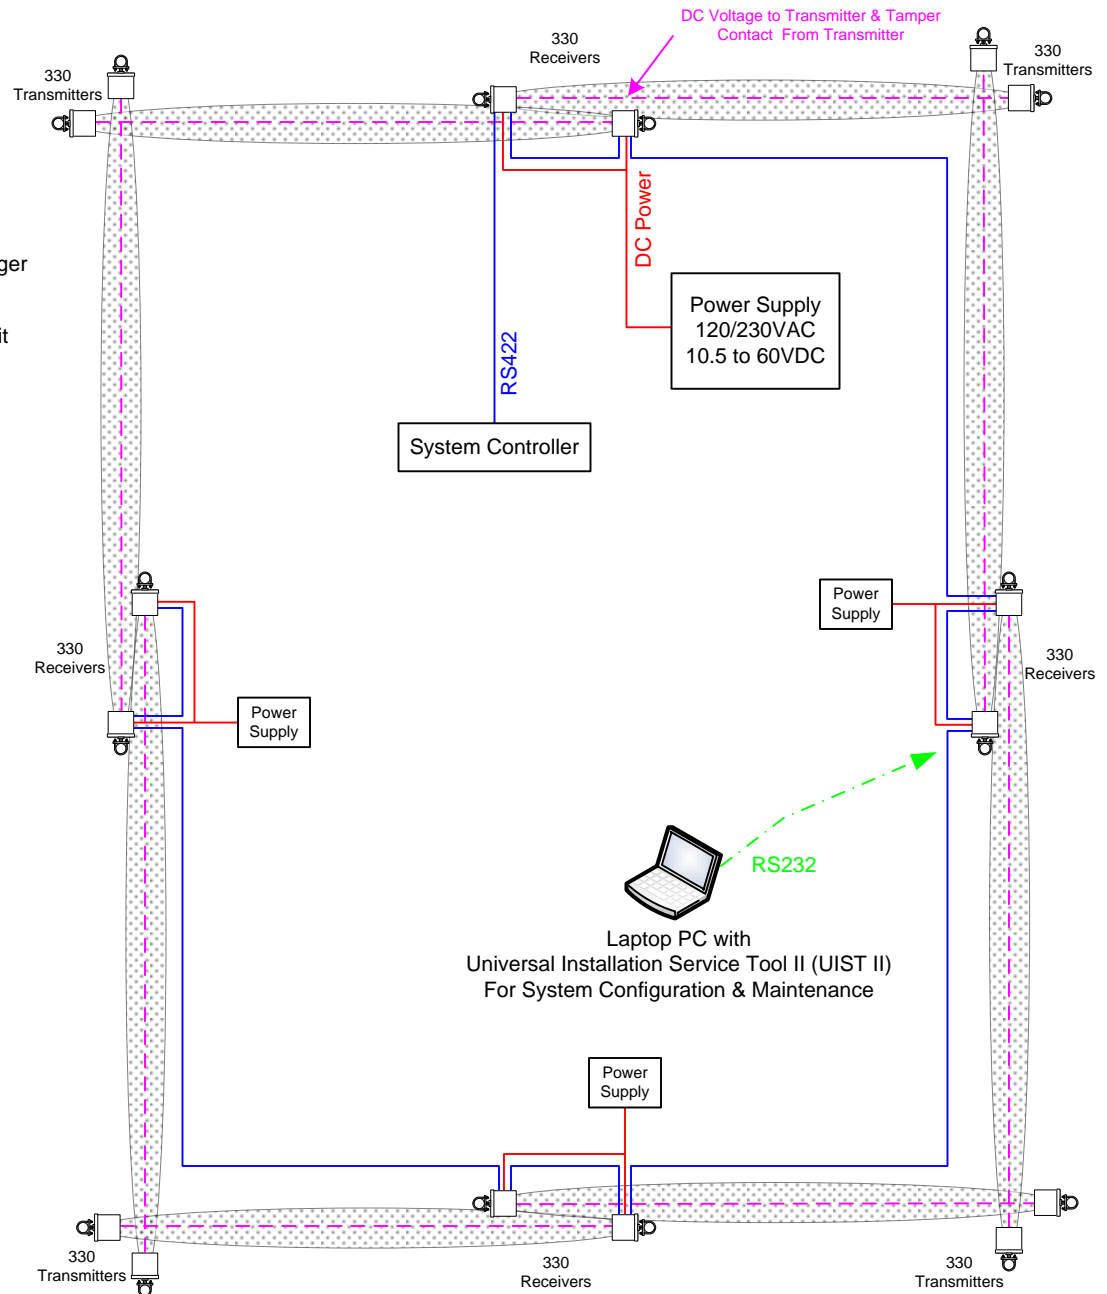 DC Voltage to Transmitter & Tamper
Contact From Transmitter
330
Transmitters
330
Receivers
330
Transmitters
ger
it
DC Power
Power Supply
120/230VAC
10.5 to 60VDC
RS422
System Controller
Power
Supply
330
Receivers
330
Receivers
Power
Supply
RS232
Laptop PC with
Universal Installation Service Tool II (UIST II)
For System Configuration & Maintenance
Power
Supply
330
Transmitters
330
Receivers
330
Transmitters